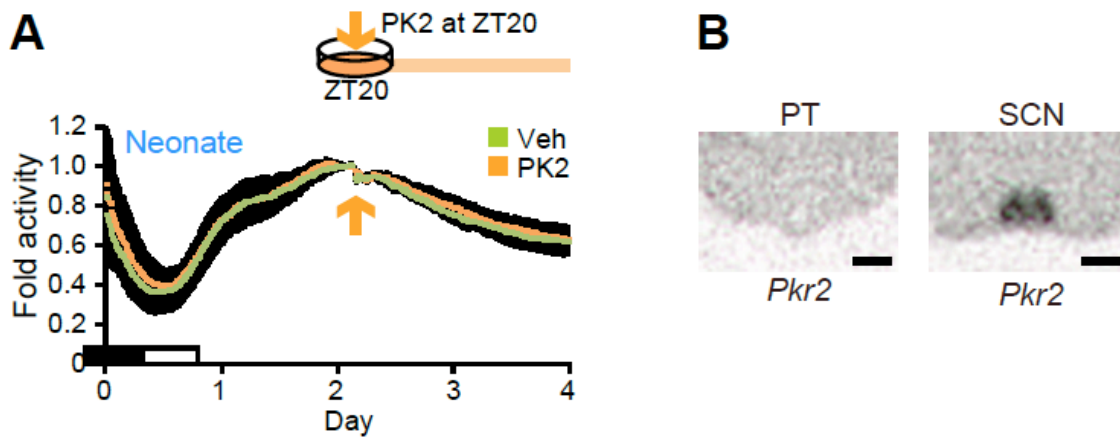 A
PK2 at ZT20
ZT20
Neonate
Veh
PK2
Fold activity
1.2
1.0
0.8
0.6
0.4
0.2
0
0 1 2 3 4
Day
B
PT SCN
Pkr2 Pkr2